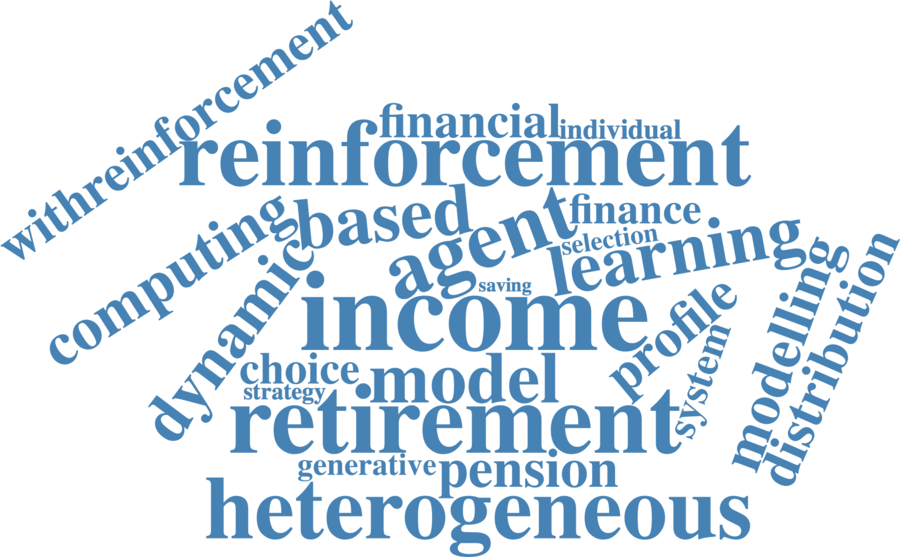 withreinforcement
financial
individual
reinforcement
based
finance
computing
agent
selection
learning
dynamic
saving
income
profile
modelling
distribution
system
choice
model
strategy
retirement
generative
pension
heterogeneous